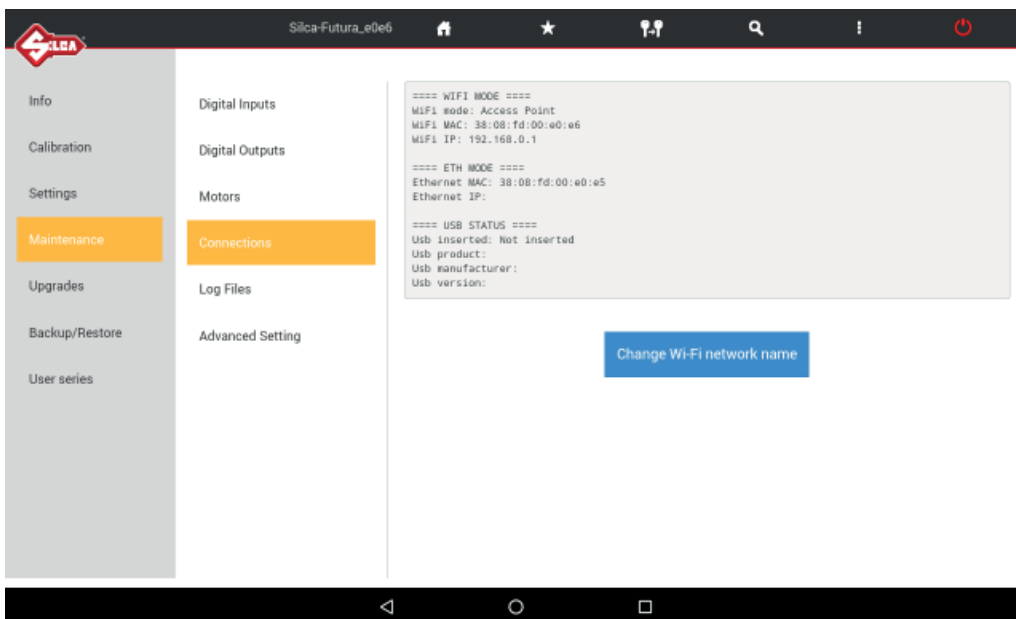 SILCA
Silca-Futura_e0e6
Info
Calibration
Settings
Maintenance
Upgrades
Backup/Restore
User series
Digital Inputs
Digital Outputs
Motors
Connections
Log Files
Advanced Setting
==== WIFI MODE ====
WiFi mode: Access Point
WiFi MAC: 38:08:fd:00:e0:e6
WiFi IP: 192.168.0.1
==== ETH MODE ====
Ethernet MAC: 38:08:fd:00:e0:e5
Ethernet IP:
==== USB STATUS ====
Usb inserted: Not inserted
Usb product:
Usb manufacturer:
Usb version:
Change Wi-Fi network name